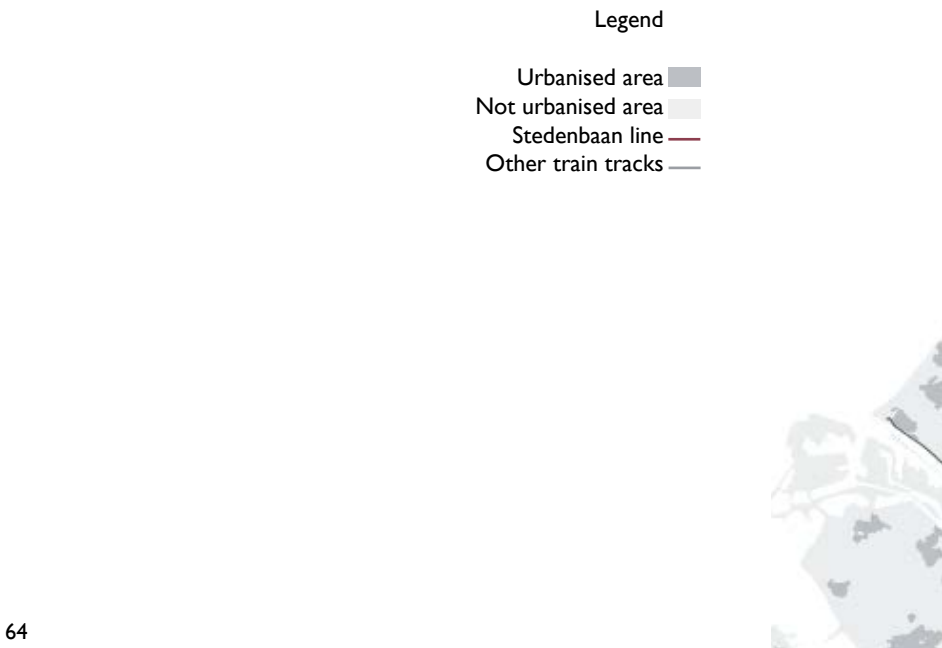 Legend
Urbanised area
Not urbanised area
Stedenbaan line
Other train tracks
64